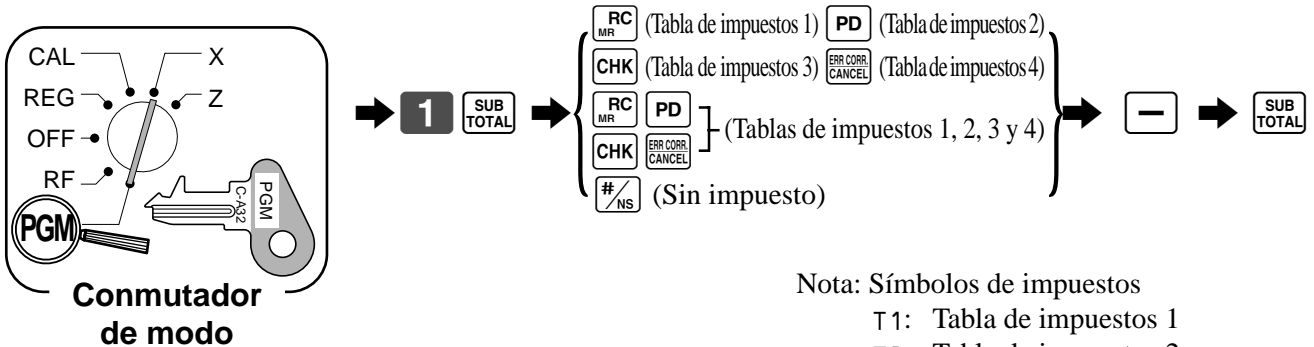 CAL
X
REG
Z
OFF
RF
PGM
PGM
C-A32
Conmutador
de modo
1 SUB TOTAL
RC MR (Tabla de impuestos 1) PD (Tabla de impuestos 2)
CHK (Tabla de impuestos 3) ERR CORR. CANCEL (Tabla de impuestos 4)
RC MR PD
CHK ERR CORR. CANCEL
(Tablas de impuestos 1, 2, 3 y 4)
#/NS (Sin impuesto)
— SUB TOTAL
Nota: Símbolos de impuestos
T1: Tabla de impuestos 1